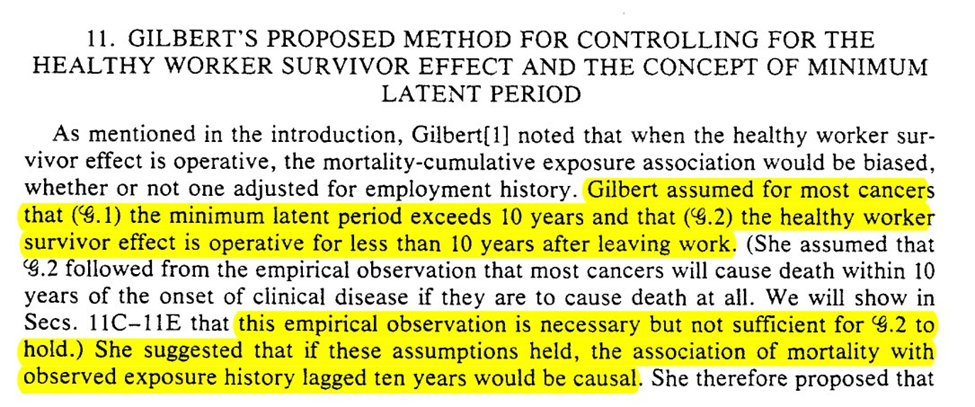 11. GILBERT'S PROPOSED METHOD FOR CONTROLLING FOR THE
HEALTHY WORKER SURVIVOR EFFECT AND THE CONCEPT OF MINIMUM
LATENT PERIOD
As mentioned in the introduction, Gilbert[1] noted that when the healthy worker sur-
vivor effect is operative, the mortality-cumulative exposure association would be biased,
whether or not one adjusted for employment history. Gilbert assumed for most cancers
that (𝒢.1) the minimum latent period exceeds 10 years and that (𝒢.2) the healthy worker
survivor effect is operative for less than 10 years after leaving work. (She assumed that
𝒢.2 followed from the empirical observation that most cancers will cause death within 10
years of the onset of clinical disease if they are to cause death at all. We will show in
Secs. 11C–11E that this empirical observation is necessary but not sufficient for 𝒢.2 to
hold.) She suggested that if these assumptions held, the association of mortality with
observed exposure history lagged ten years would be causal. She therefore proposed that